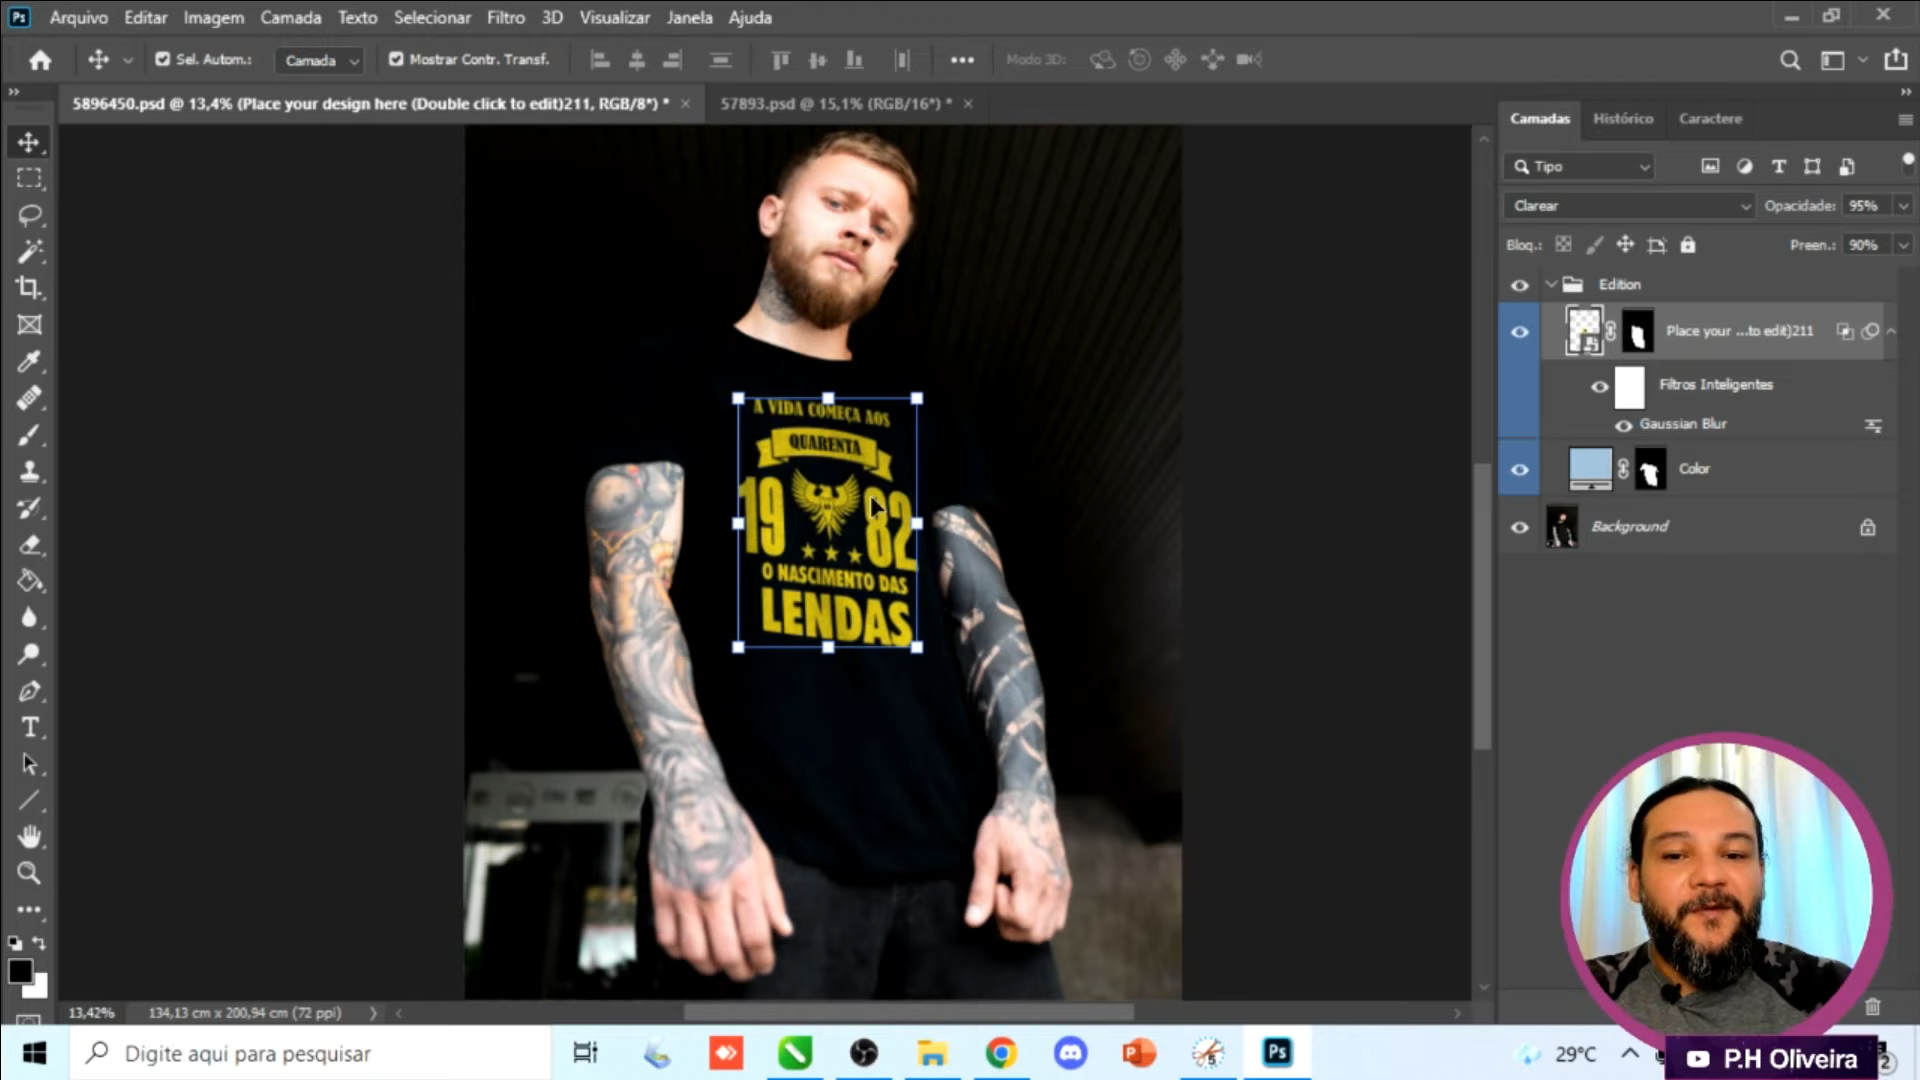 Ps Arquivo Editar Imagem Camada Texto Selecionar Filtro 3D Visualizar Janela Ajuda
Sel. Autom.: Camada Mostrar Contr. Transf. Modo 3D:
5896450.psd @ 13,4% (Place your design here (Double click to edit)211, RGB/8*) * 57893.psd @ 15,1% (RGB/16*) *
Camadas Histórico Caractere
Tipo
Clarear Opacidade: 95%
Bloq.: Preen.: 90%
Edition
Place your ...to edit)211
Filtros Inteligentes
Gaussian Blur
Color
Background
A VIDA COMEÇA AOS
QUARENTA
19 82
O NASCIMENTO DAS
LENDAS
13,42% 134,13 cm x 200,94 cm (72 ppi)
Digite aqui para pesquisar
Ps
29°C
P.H Oliveira
2